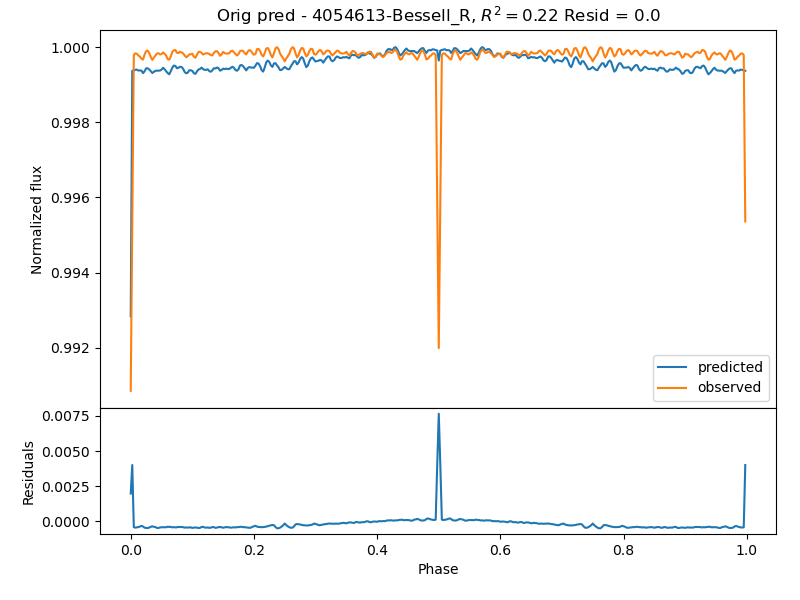 Orig pred - 4054613-Bessell_R, R² = 0.22 Resid = 0.0
1.000
0.998
0.996
0.994
0.992
Normalized flux
predicted
observed
0.0075
0.0050
0.0025
0.0000
Residuals
0.0 0.2 0.4 0.6 0.8 1.0
Phase